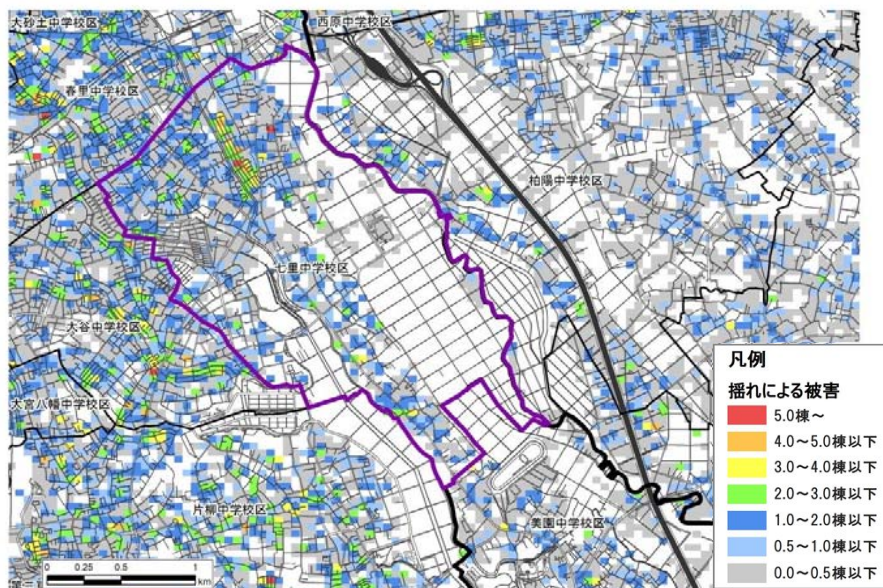 大砂土中学校区
西原中学校区
春里中学校区
柏陽中学校区
七里中学校区
大谷中学校区
大宮八幡中学校区
片柳中学校区
美園中学校区
凡例
揺れによる被害
5.0棟～
4.0～5.0棟以下
3.0～4.0棟以下
2.0～3.0棟以下
1.0～2.0棟以下
0.5～1.0棟以下
0.0～0.5棟以下
0 0.25 0.5 1
km